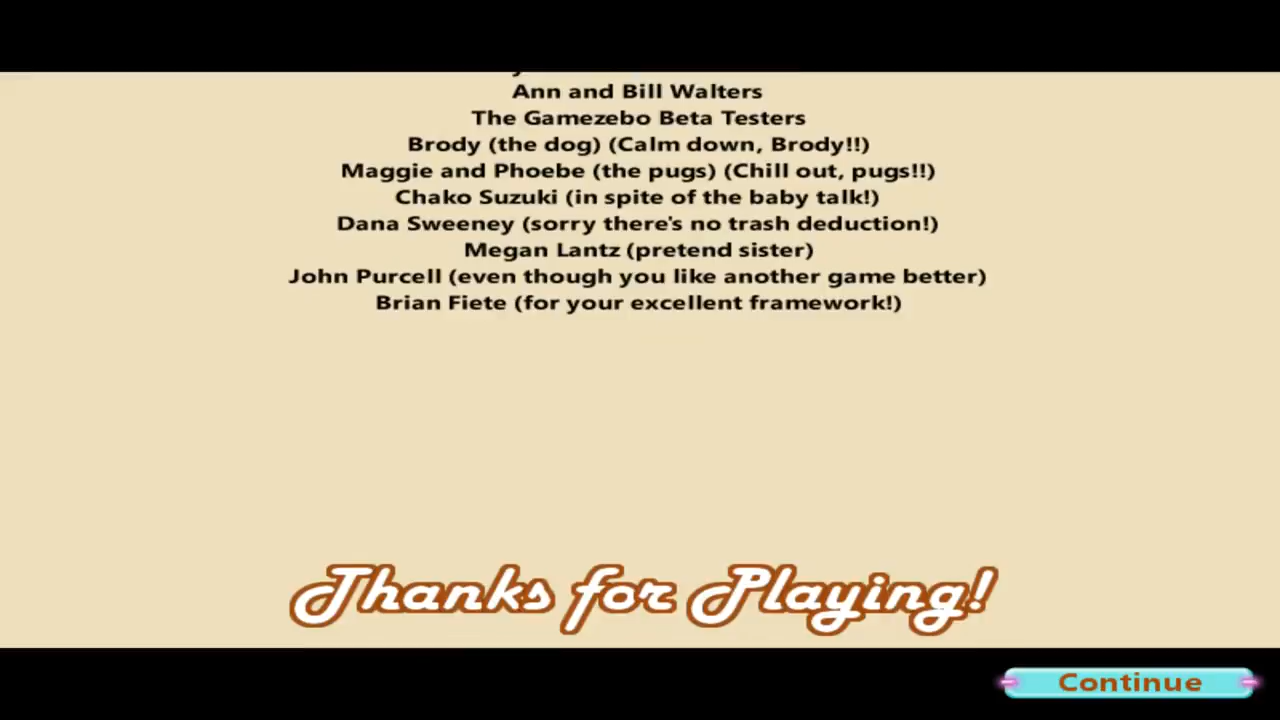 Ann and Bill Walters
The Gamezebo Beta Testers
Brody (the dog) (Calm down, Brody!!)
Maggie and Phoebe (the pugs) (Chill out, pugs!!)
Chako Suzuki (in spite of the baby talk!)
Dana Sweeney (sorry there's no trash deduction!)
Megan Lantz (pretend sister)
John Purcell (even though you like another game better)
Brian Fiete (for your excellent framework!)
Thanks for Playing!
Continue